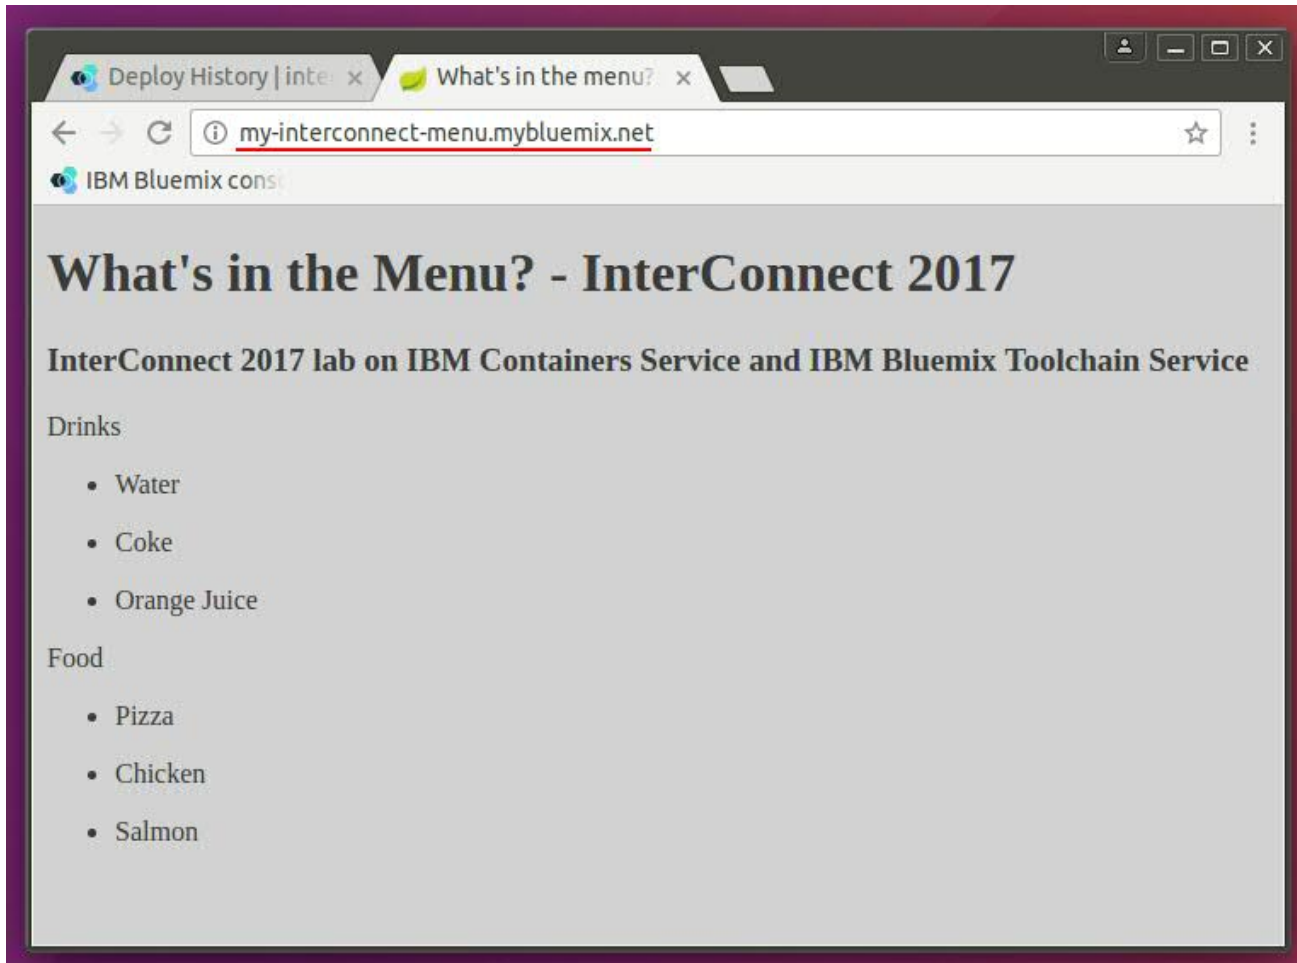 Deploy History | inte
What's in the menu?
my-interconnect-menu.mybluemix.net
IBM Bluemix cons
What's in the Menu? - InterConnect 2017
InterConnect 2017 lab on IBM Containers Service and IBM Bluemix Toolchain Service
Drinks
• Water
• Coke
• Orange Juice
Food
• Pizza
• Chicken
• Salmon